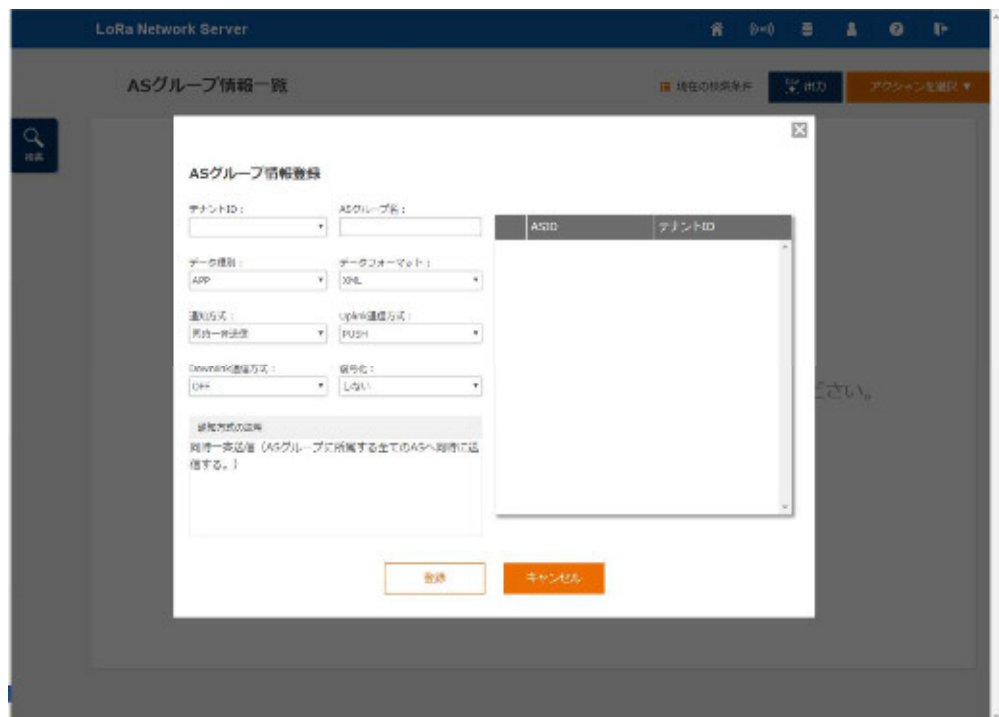 LoRa Network Server
ASグループ情報一覧
現在の検索条件
出力
アクションを選択 ▼
検索
ASグループ情報登録
テナントID：
ASグループ名：
データ種別：
データフォーマット：
APP
XML
通知方式：
Uplink通信方式：
同時一斉送信
PUSH
Downlink通信方式：
暗号化：
OFF
しない
通知方式の説明
同時一斉送信（ASグループに所属する全てのASへ同時に送
信する。）
ASID
テナントID
ださい。
登録
キャンセル